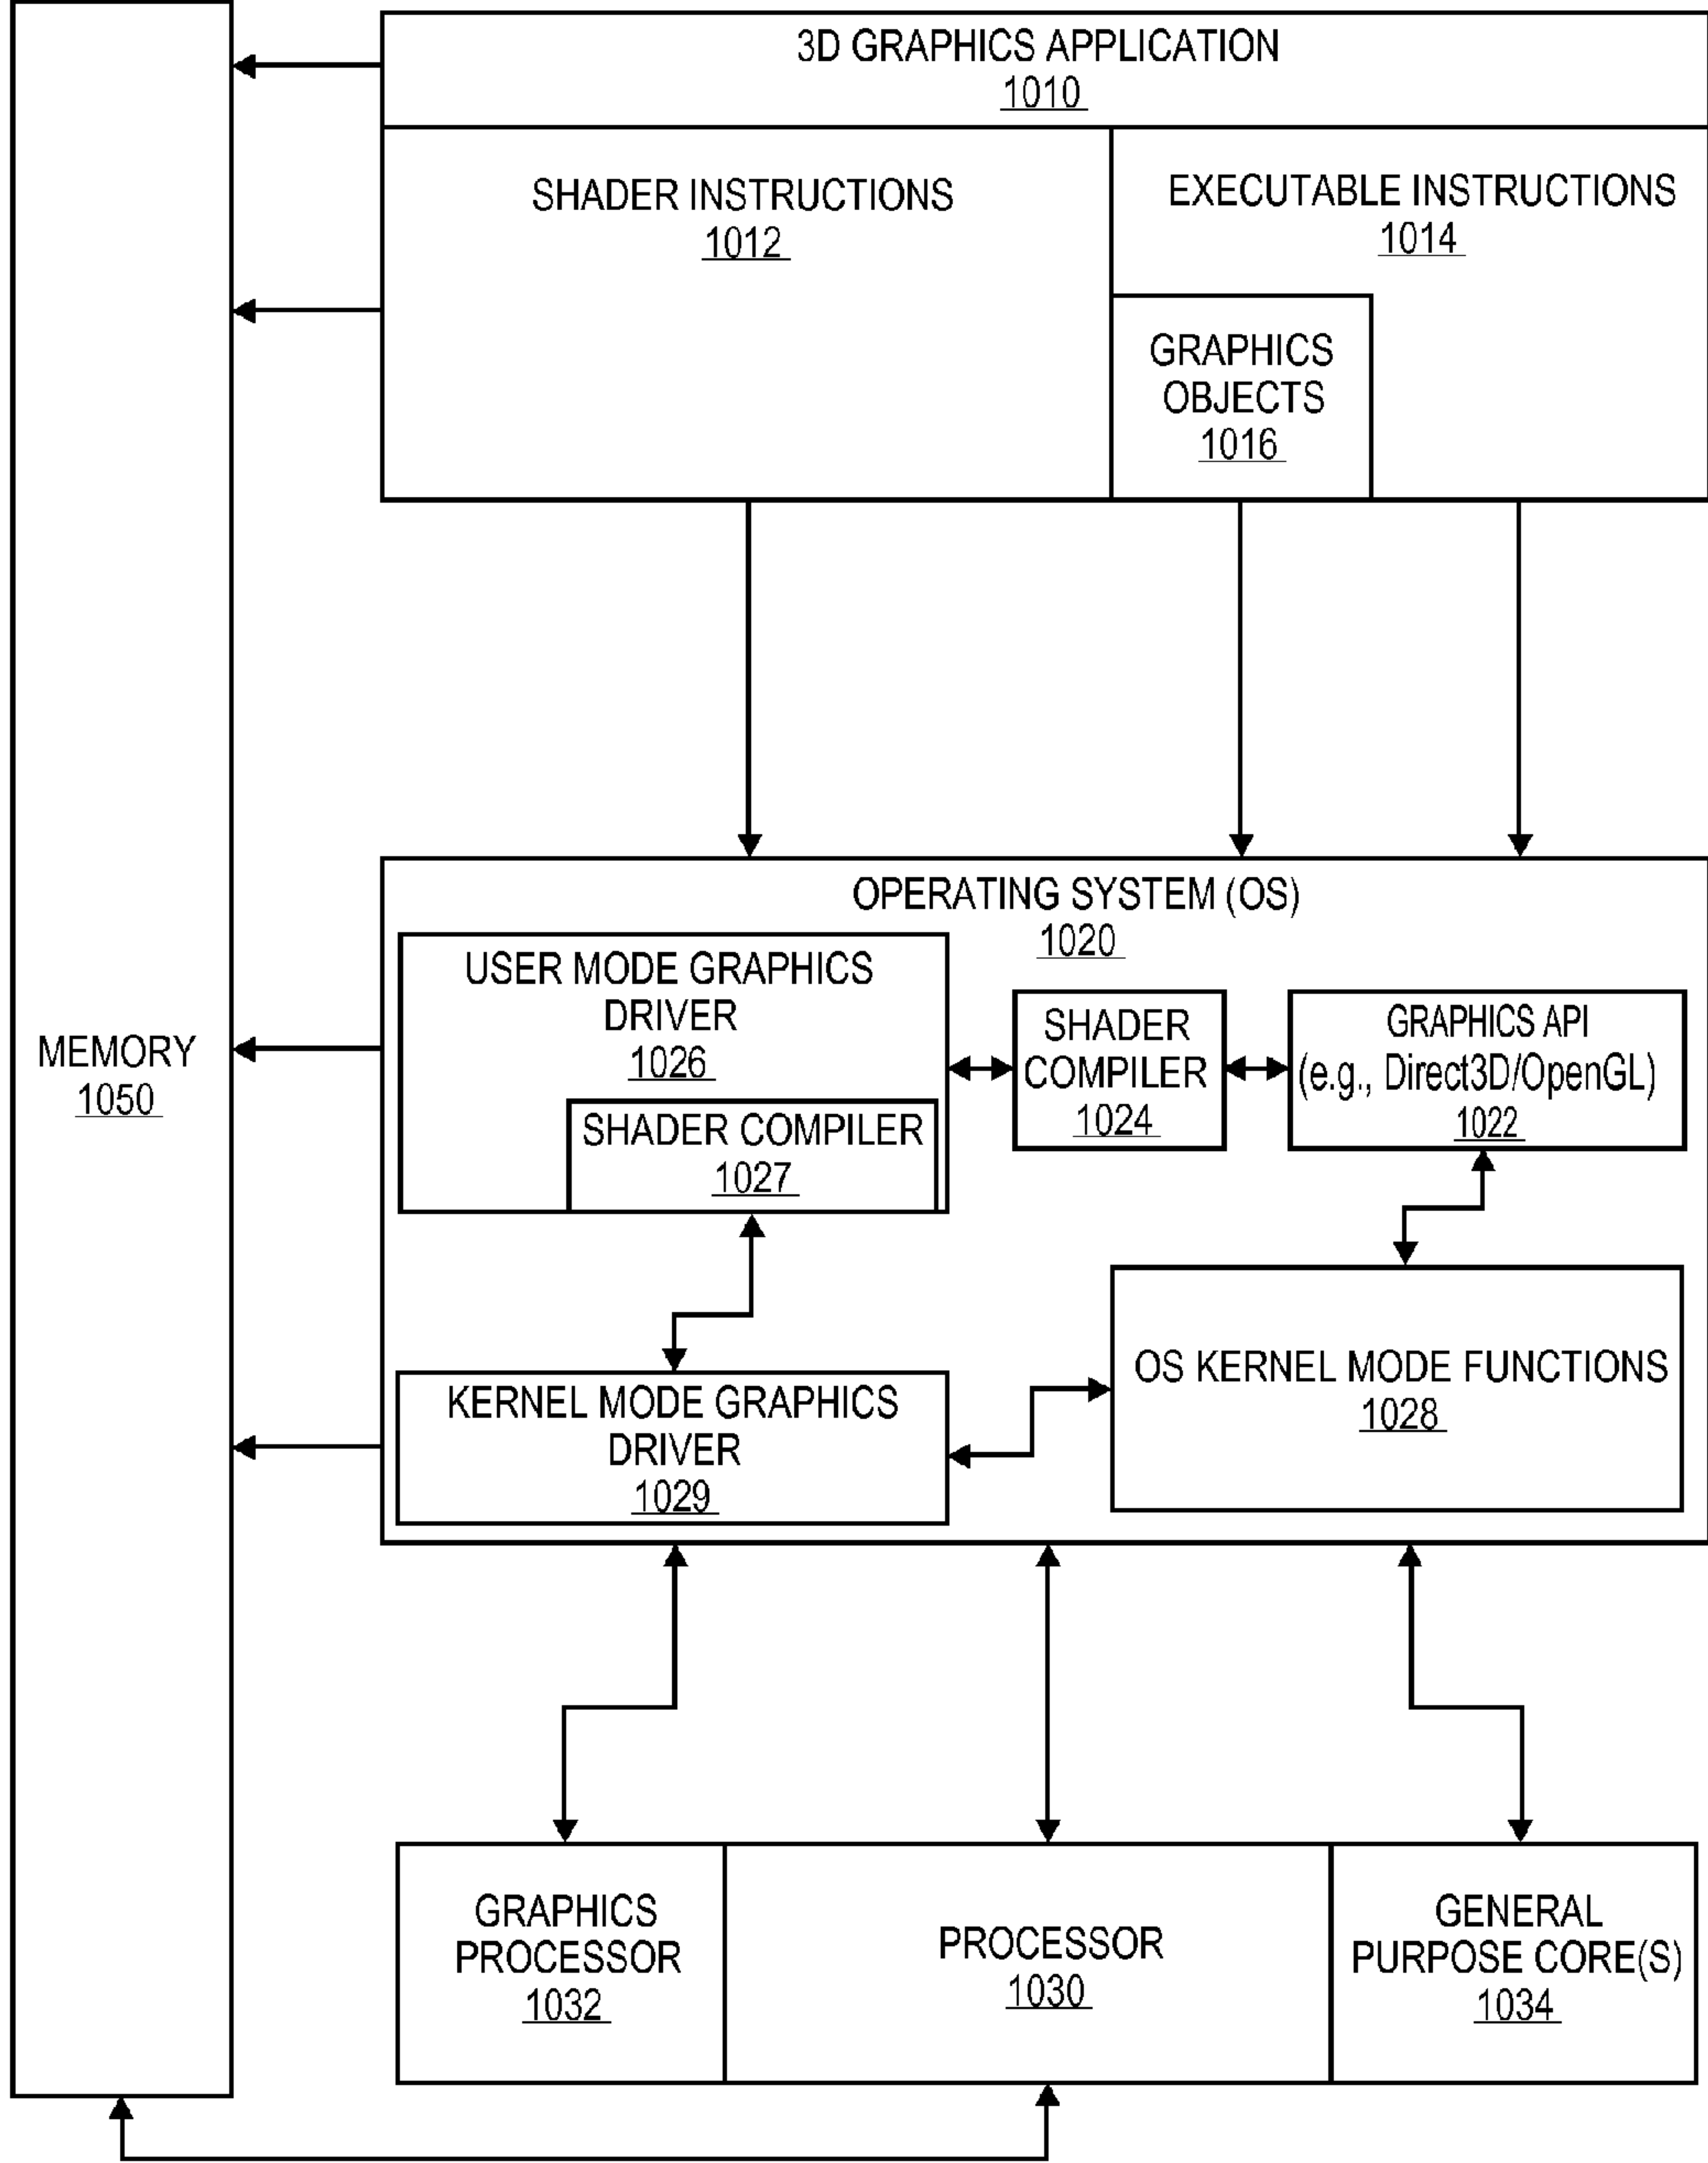 3D GRAPHICS APPLICATION
1010
SHADER INSTRUCTIONS
1012
EXECUTABLE INSTRUCTIONS
1014
GRAPHICS
OBJECTS
1016
OPERATING SYSTEM (OS)
1020
USER MODE GRAPHICS
DRIVER
1026
SHADER COMPILER
1027
SHADER
COMPILER
1024
GRAPHICS API
(e.g., Direct3D/OpenGL)
1022
MEMORY
1050
KERNEL MODE GRAPHICS
DRIVER
1029
OS KERNEL MODE FUNCTIONS
1028
GRAPHICS
PROCESSOR
1032
PROCESSOR
1030
GENERAL
PURPOSE CORE(S)
1034